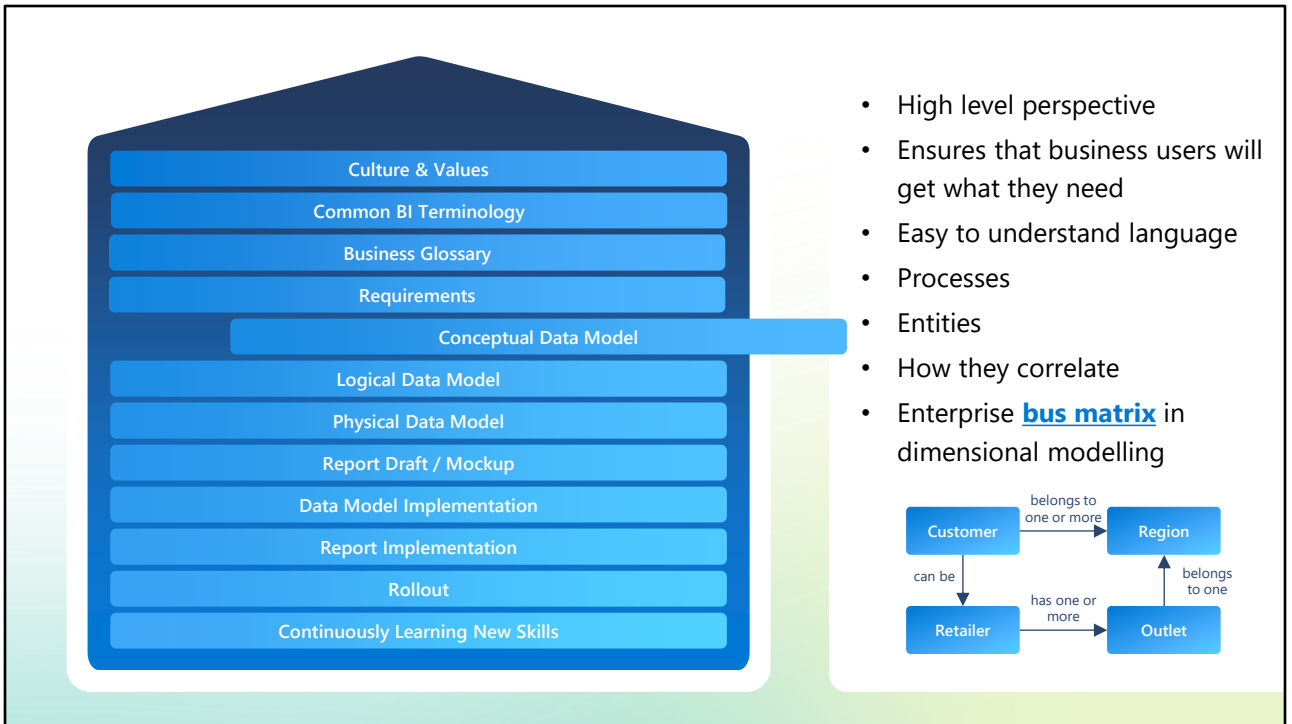 Culture & Values
Common BI Terminology
Business Glossary
Requirements
Conceptual Data Model
Logical Data Model
Physical Data Model
Report Draft / Mockup
Data Model Implementation
Report Implementation
Rollout
Continuously Learning New Skills
• High level perspective
• Ensures that business users will
get what they need
• Easy to understand language
• Processes
• Entities
• How they correlate
• Enterprise bus matrix in
dimensional modelling
Customer
belongs to
one or more
Region
can be
belongs
to one
Retailer
has one or
more
Outlet